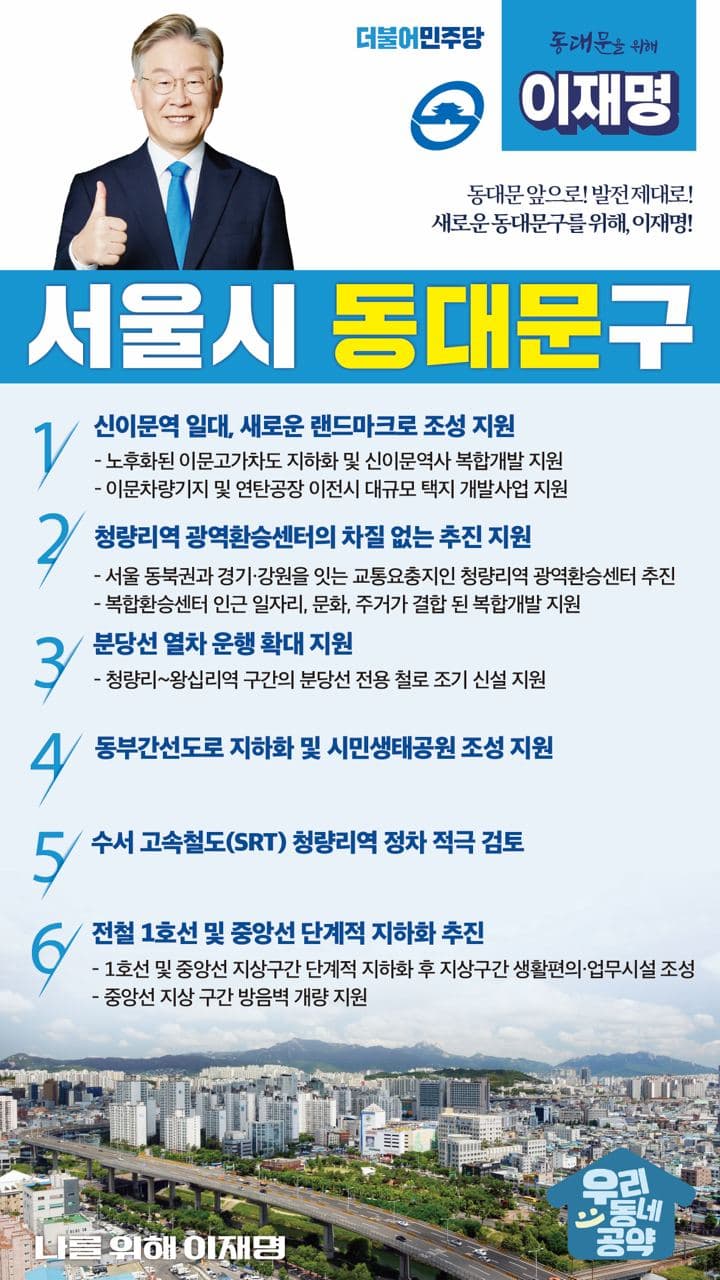 더불어민주당
동대문을 위해
이재명
동대문 앞으로! 발전 제대로!
새로운 동대문구를 위해, 이재명!
서울시 동대문구
1
신이문역 일대, 새로운 랜드마크로 조성 지원
- 노후화된 이문고가차도 지하화 및 신이문역사 복합개발 지원
- 이문차량기지 및 연탄공장 이전시 대규모 택지 개발사업 지원
2
청량리역 광역환승센터의 차질 없는 추진 지원
- 서울 동북권과 경기·강원을 잇는 교통요충지인 청량리역 광역환승센터 추진
- 복합환승센터 인근 일자리, 문화, 주거가 결합 된 복합개발 지원
3
분당선 열차 운행 확대 지원
- 청량리~왕십리역 구간의 분당선 전용 철로 조기 신설 지원
4
동부간선도로 지하화 및 시민생태공원 조성 지원
5
수서 고속철도(SRT) 청량리역 정차 적극 검토
6
전철 1호선 및 중앙선 단계적 지하화 추진
- 1호선 및 중앙선 지상구간 단계적 지하화 후 지상구간 생활편의·업무시설 조성
- 중앙선 지상 구간 방음벽 개량 지원
나를 위해 이재명
우리
동네
공약